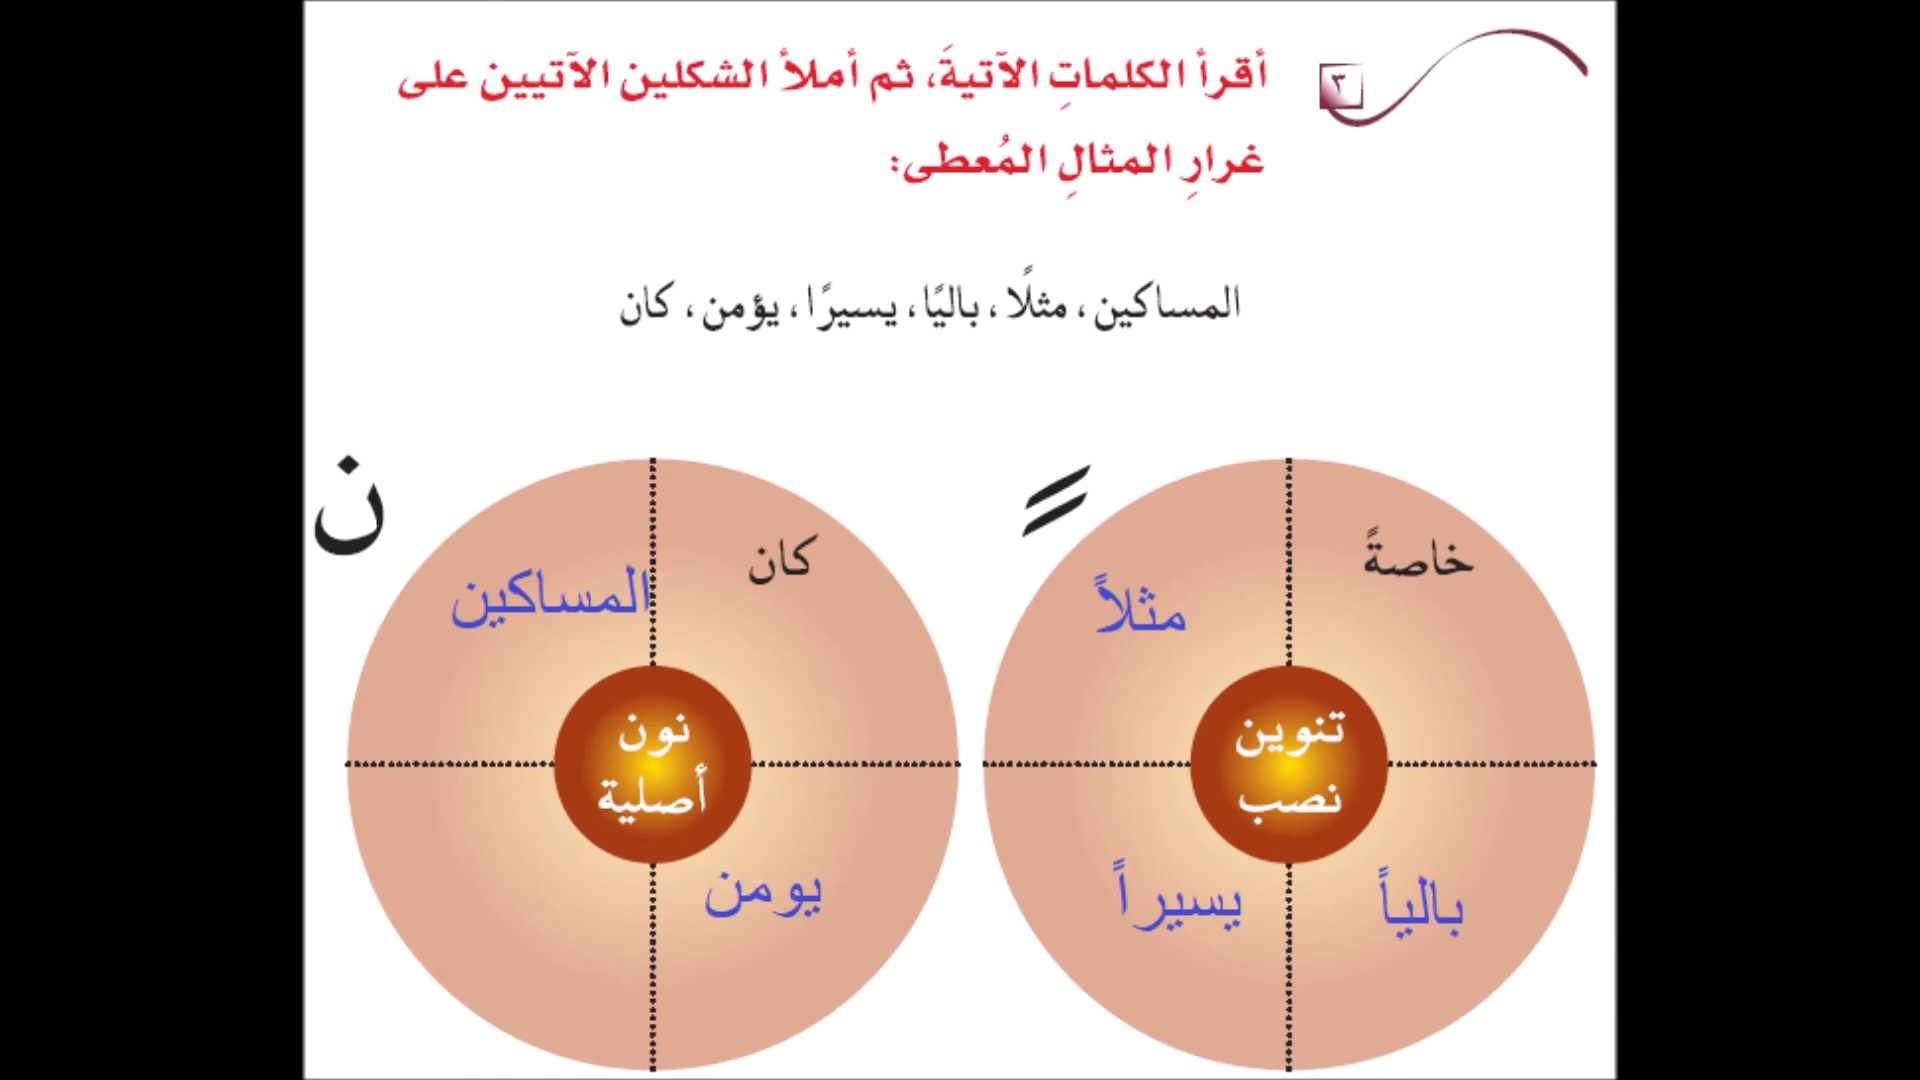 ٣
أقرأ الكلماتِ الآتيةَ، ثم أملأ الشكلين الآتيين على
غرارِ المثالِ المُعطى:
المساكين، مثلًا، باليًا، يسيرًا، يؤمن، كان
ً
خاصةً
مثلاً
تنوين
نصب
بالياً
يسيراً
ن
كان
المساكين
نون
أصلية
يومن